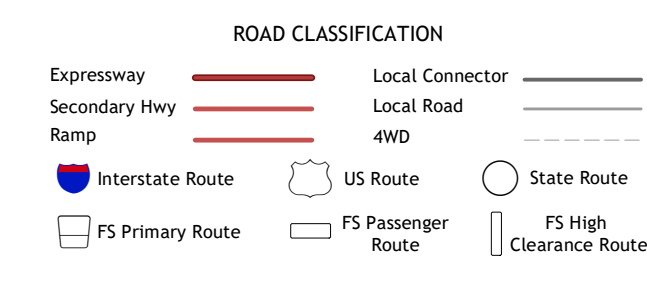 ROAD CLASSIFICATION
Expressway
Local Connector
Secondary Hwy
Local Road
Ramp
4WD
Interstate Route
US Route
State Route
FS Primary Route
FS Passenger
Route
FS High
Clearance Route